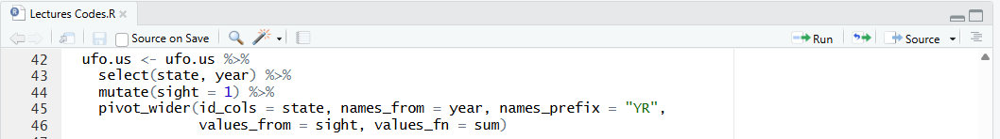 Lectures Codes.R
Source on Save
Run
Source
42 ufo.us <- ufo.us %>%
43 select(state, year) %>%
44 mutate(sight = 1) %>%
45 pivot_wider(id_cols = state, names_from = year, names_prefix = "YR",
46 values_from = sight, values_fn = sum)